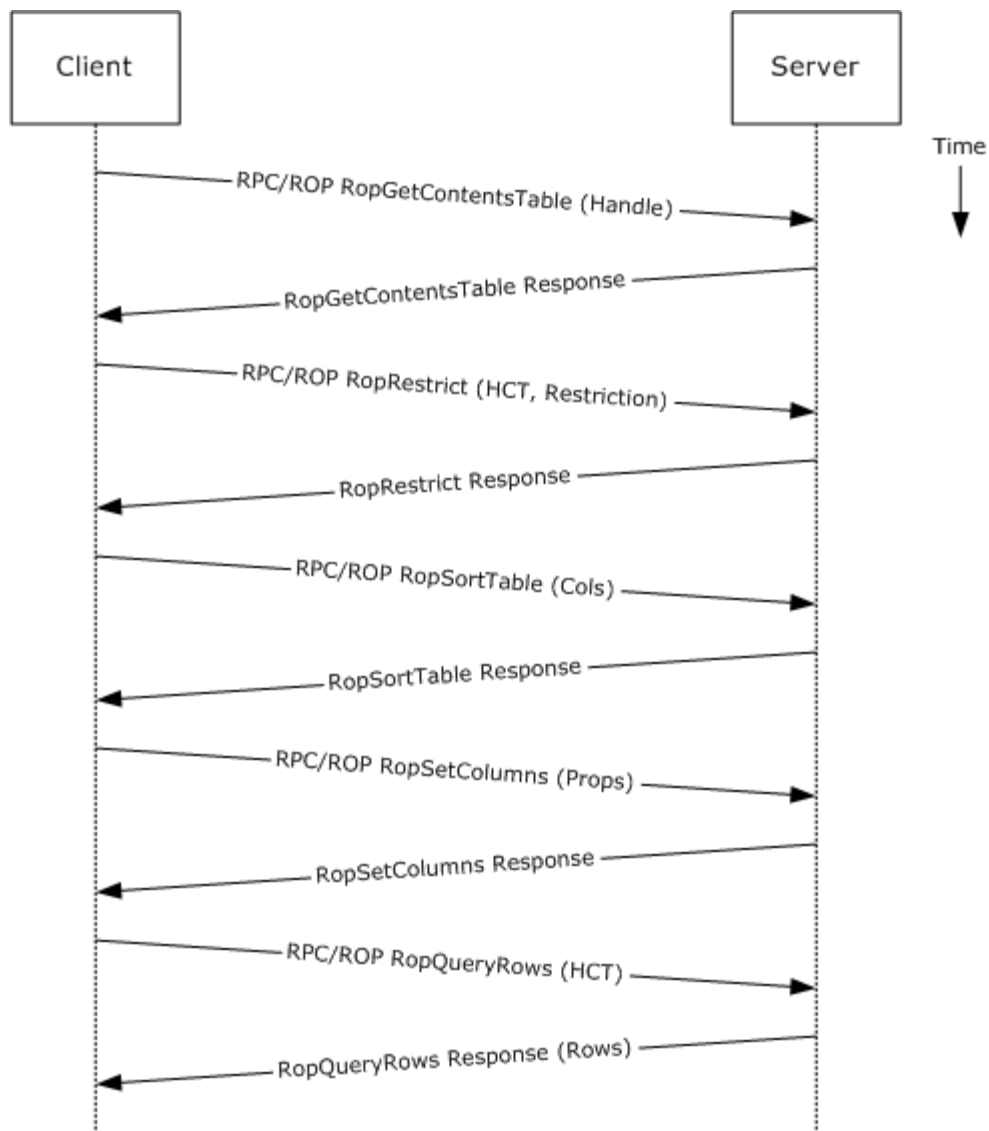 Client
Server
Time
RPC/ROP RopGetContentsTable (Handle)
RopGetContentsTable Response
RPC/ROP RopRestrict (HCT, Restriction)
RopRestrict Response
RPC/ROP RopSortTable (Cols)
RopSortTable Response
RPC/ROP RopSetColumns (Props)
RopSetColumns Response
RPC/ROP RopQueryRows (HCT)
RopQueryRows Response (Rows)